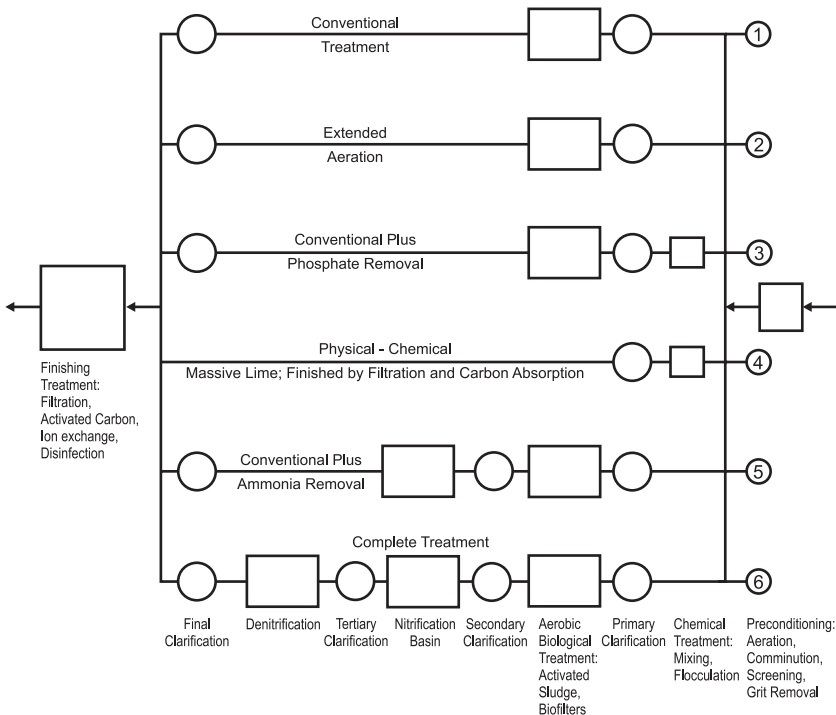 Conventional
Treatment
1
Extended
Aeration
2
Conventional Plus
Phosphate Removal
3
Physical - Chemical
Massive Lime; Finished by Filtration and Carbon Absorption
4
Finishing
Treatment:
Filtration,
Activated Carbon,
Ion exchange,
Disinfection
Conventional Plus
Ammonia Removal
5
Complete Treatment
6
Final
Clarification
Denitrification
Tertiary
Clarification
Nitrification
Basin
Secondary
Clarification
Aerobic
Biological
Treatment:
Activated
Sludge,
Biofilters
Primary
Clarification
Chemical
Treatment:
Mixing,
Flocculation
Preconditioning:
Aeration,
Comminution,
Screening,
Grit Removal